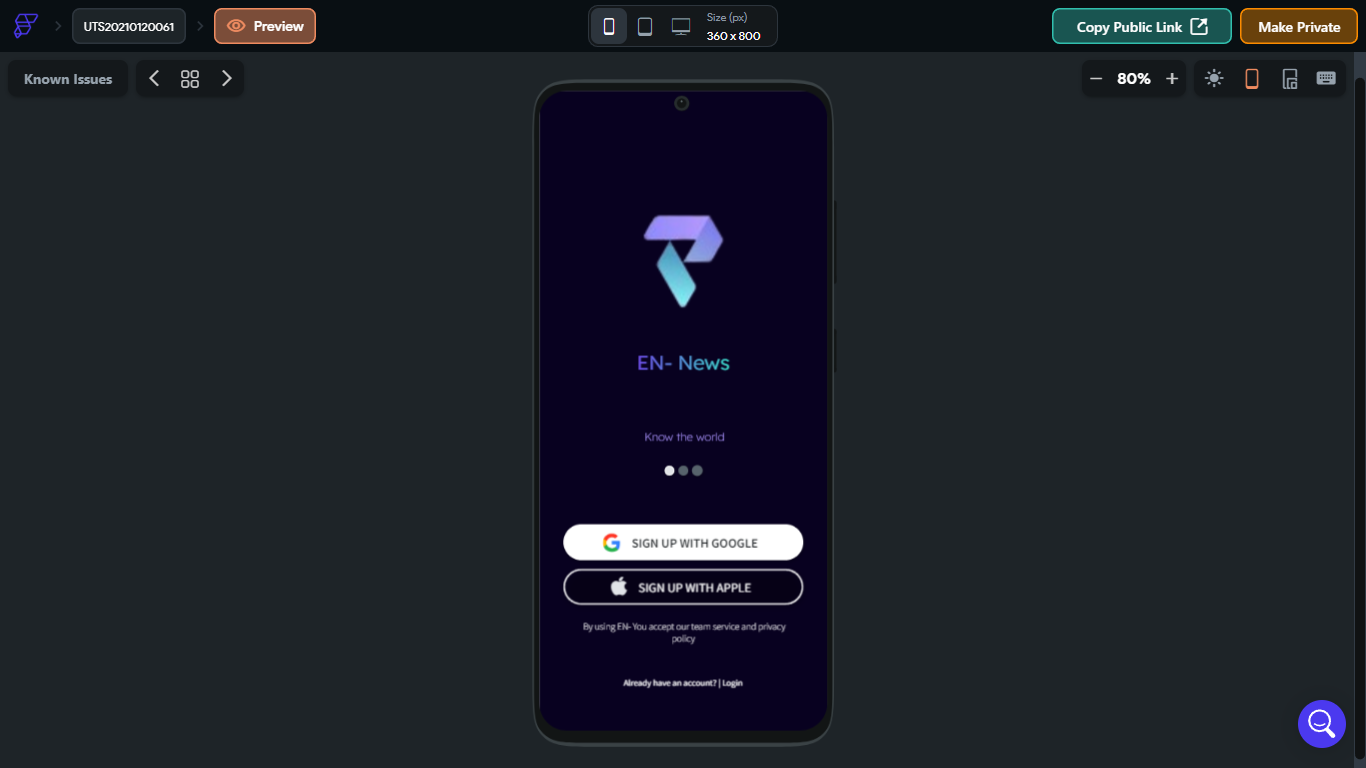 UTS20210120061
Preview
Size (px)
360 x 800
Copy Public Link
Make Private
Known Issues
80%
EN- News
Know the world
SIGN UP WITH GOOGLE
SIGN UP WITH APPLE
By using EN- You accept our team service and privacy
policy
Already have an account? | Login